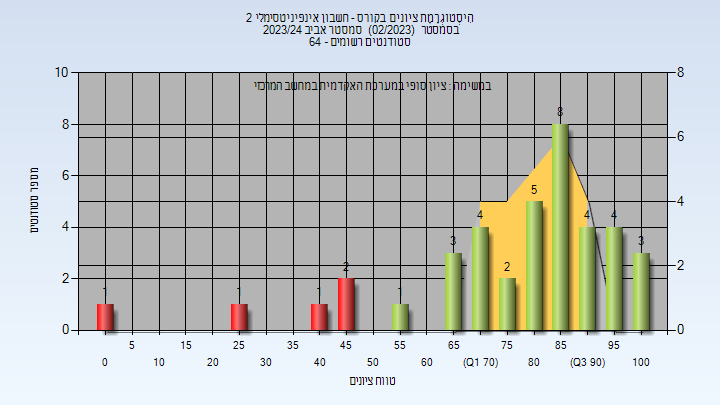 הִיסְטוֹגְרָמַת ציונים בקורס - חשבון אינפיניטסימלי 2
בסמסטר (02/2023) סמסטר אביב 2023/24
סטודנטים רשומים - 64
במשימה : ציון סופי במערכת האקדמית במחשב המרכזי
10 8
8 6
6 4
4 2
2 0
0
מספר סטודנטים
1 1 1 2 1 3 4 2 5 8 4 4 3
5 15 25 35 45 55 65 75 85 95
0 10 20 30 40 50 60 (Q1 70) 80 (Q3 90) 100
טווח ציונים